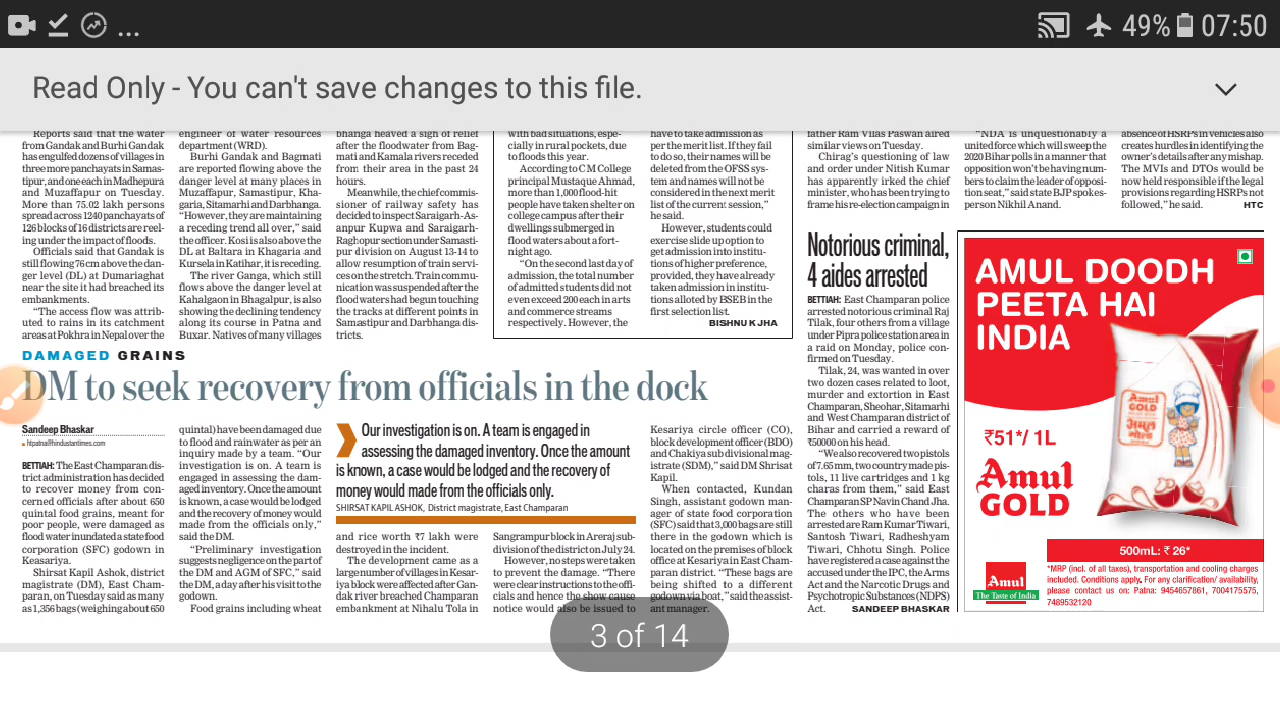 49% 07:50
Read Only - You can't save changes to this file.
Reports said that the water
from Gandak and Burhi Gandak
has engulfed dozens of villages in
three more panchayats in Samas-
tipur, and one each in Madhepura
and Muzaffapur on Tuesday.
More than 75.02 lakh persons
spread across 1240 panchayats of
126 blocks of 16 districts are reel-
ing under the impact of floods.
Officials said that Gandak is
still flowing 76cm above the dan-
ger level (DL) at Dumariaghat
near the site it had breached its
embankments.
"The access flow was attrib-
uted to rains in its catchment
areas at Pokhra in Nepal over the
engineer of water resources
department (WRD).
Burhi Gandak and Bagmati
are reported flowing above the
danger level at many places in
Muzaffapur, Samastipur, Kha-
garia, Sitamarhi and Darbhanga.
"However, they are maintaining
a receding trend all over," said
the officer. Kosi is also above the
DL at Baltara in Khagaria and
Kursela in Katihar, it is receding.
The river Ganga, which still
flows above the danger level at
Kahalgaon in Bhagalpur, is also
showing the declining tendency
along its course in Patna and
Buxar. Natives of many villages
bhanga heaved a sign of relief
after the floodwater from Bag-
mati and Kamala rivers receded
from their area in the past 24
hours.
Meanwhile, the chief commis-
sioner of railway safety has
decided to inspect Saraigarh-As-
anpur Kupwa and Saraigarh-
Raghopur section under Samasti-
pur division on August 13-14 to
allow resumption of train servi-
ces on the stretch. Train commu-
nication was suspended after the
flood waters had begun touching
the tracks at different points in
Samastipur and Darbhanga dis-
tricts.
with bad situations, espe-
cially in rural pockets, due
to floods this year.
According to CM College
principal Mustaque Ahmad,
more than 1,000 flood-hit
people have taken shelter on
college campus after their
dwellings submerged in
flood waters about a fort-
night ago.
"On the second last day of
admission, the total number
of admitted students did not
even exceed 200 each in arts
and commerce streams
respectively. However, the
have to take admission as
per the merit list. If they fail
to do so, their names will be
deleted from the OFSS sys-
tem and names will not be
considered in the next merit
list of the current session,"
he said.
However, students could
exercise slide up option to
get admission into institu-
tions of higher preference,
provided, they have already
taken admission in institu-
tions alloted by BSEB in the
first selection list.
BISHNU K JHA
father Ram Vilas Paswan aired
similar views on Tuesday.
Chirag's questioning of law
and order under Nitish Kumar
has apparently irked the chief
minister, who has been trying to
frame his re-election campaign in
"NDA is unquestionably a
united force which will sweep the
2020 Bihar polls in a manner that
opposition won't be having num-
bers to claim the leader of opposi-
tion seat," said state BJP spokes-
person Nikhil Anand.
absence of HSRPs in vehicles also
creates hurdles in identifying the
owner's details after any mishap.
The MVIs and DTOs would be
now held responsible if the legal
provisions regarding HSRPs not
followed," he said. HTC
DAMAGED GRAINS
DM to seek recovery from officials in the dock
Sandeep Bhaskar
htpatna@hindustantimes.com
BETTIAH: The East Champaran dis-
trict administration has decided
to recover money from con-
cerned officials after about 650
quintal food grains, meant for
poor people, were damaged as
flood water inundated a state food
corporation (SFC) godown in
Keasariya.
Shirsat Kapil Ashok, district
magistrate (DM), East Cham-
paran, on Tuesday said as many
as 1,356 bags (weighing about 650
quintal) have been damaged due
to flood and rainwater as per an
inquiry made by a team. "Our
investigation is on. A team is
engaged in assessing the dam-
aged inventory. Once the amount
is known, a case would be lodged
and the recovery of money would
made from the officials only,"
said the DM.
"Preliminary investigation
suggests negligence on the part of
the DM and AGM of SFC," said
the DM, a day after his visit to the
godown.
Food grains including wheat
Our investigation is on. A team is engaged in
assessing the damaged inventory. Once the amount
is known, a case would be lodged and the recovery of
money would made from the officials only.
SHIRSAT KAPIL ASHOK, District magistrate, East Champaran
and rice worth ₹7 lakh were
destroyed in the incident.
The development came as a
large number of villages in Kesar-
iya block were affected after Gan-
dak river breached Champaran
embankment at Nihalu Tola in
Sangrampur block in Areraj sub-
division of the district on July 24.
However, no steps were taken
to prevent the damage. "There
were clear instructions to the offi-
cials and hence the show cause
notice would also be issued to
Kesariya circle officer (CO),
block development officer (BDO)
and Chakiya sub divisional mag-
istrate (SDM)," said DM Shrisat
Kapil.
When contacted, Kundan
Singh, assistant godown man-
ager of state food corporation
(SFC) said that 3,000 bags are still
there in the godown which is
located on the premises of block
office at Kesariya in East Cham-
paran district. "These bags are
being shifted to a different
godown via boat," said the assist-
ant manager.
Notorious criminal,
4 aides arrested
BETTIAH: East Champaran police
arrested notorious criminal Raj
Tilak, four others from a village
under Pipra police station area in
a raid on Monday, police con-
firmed on Tuesday.
Tilak, 24, was wanted in over
two dozen cases related to loot,
murder and extortion in East
Champaran, Sheohar, Sitamarhi
and West Champaran district of
Bihar and carried a reward of
₹50000 on his head.
"We also recovered two pistols
of 7.65 mm, two country made pis-
tols, 11 live cartridges and 1 kg
charas from them," said East
Champaran SP Navin Chand Jha.
The others who have been
arrested are Ram Kumar Tiwari,
Santosh Tiwari, Radheshyam
Tiwari, Chhotu Singh. Police
have registered a case against the
accused under the IPC, the Arms
Act and the Narcotic Drugs and
Psychotropic Substances (NDPS)
Act. SANDEEP BHASKAR
AMUL DOODH
PEETA HAI
INDIA
₹51*/ 1L
Amul
GOLD
Amul
GOLD
अमूल
500mL: ₹ 26*
Amul
The Taste of India
*MRP (incl. of all taxes), transportation and cooling charges
included. Conditions apply. For any clarification/ availability,
please contact us on: Patna: 9454657861, 7004175575,
7489532120
3 of 14